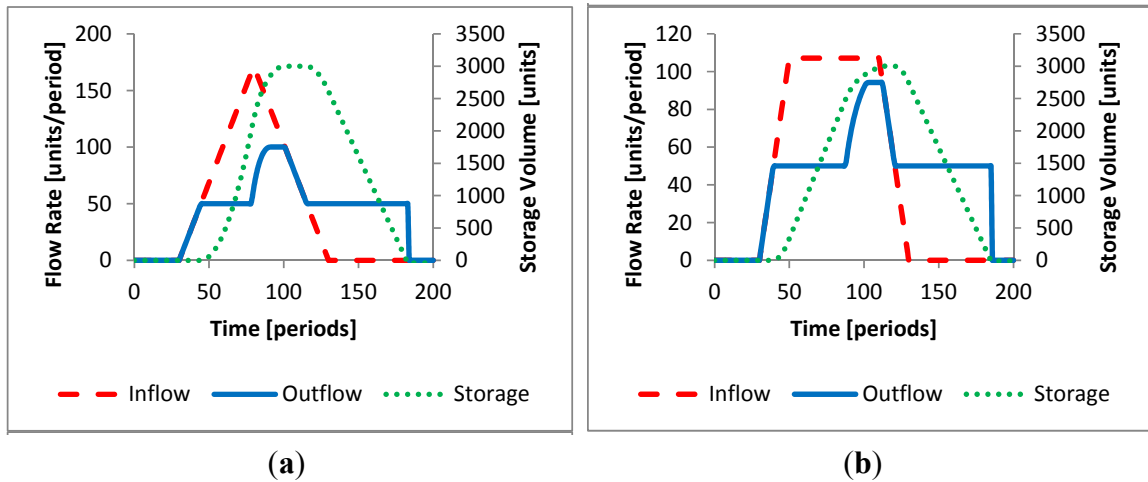 Flow Rate [units/period]
200
150
100
50
0
3500
3000
2500
2000
1500
1000
500
0
Storage Volume [units]
0 50 100 150 200
Time [periods]
Inflow Outflow Storage
(a)
Flow Rate [units/period]
120
100
80
60
40
20
0
3500
3000
2500
2000
1500
1000
500
0
Storage Volume [units]
0 50 100 150 200
Time [periods]
Inflow Outflow Storage
(b)